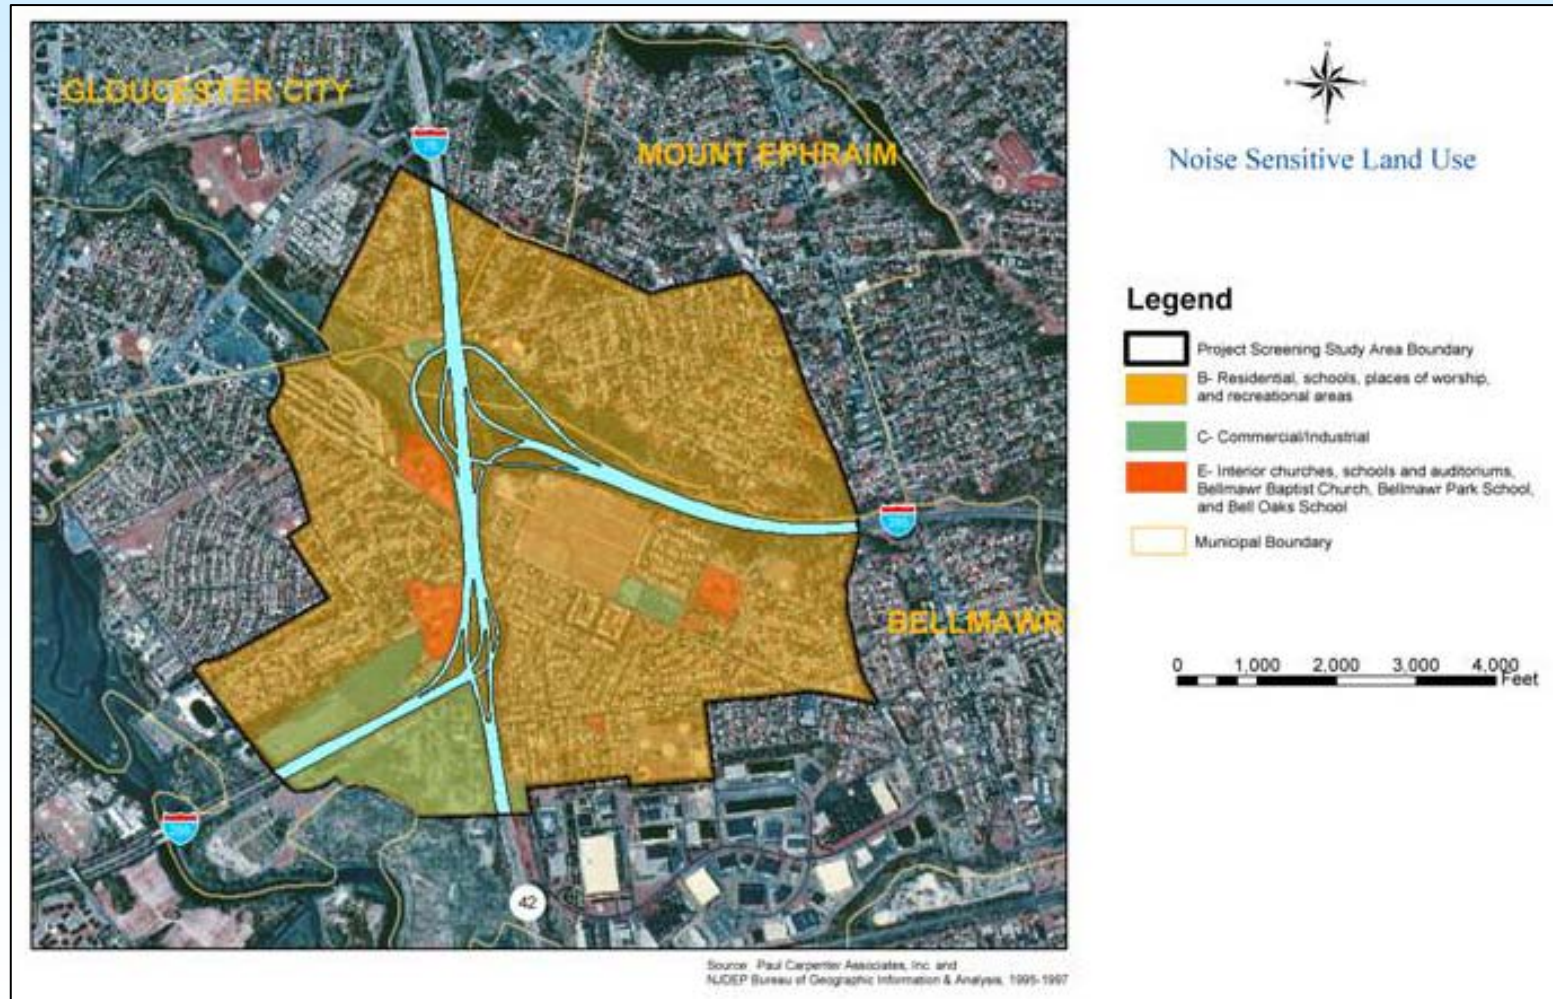 GLOUCESTER CITY
MOUNT EPHRAIM
BELLMAWR
42
Noise Sensitive Land Use
Legend
Project Screening Study Area Boundary
B- Residential, schools, places of worship,
and recreational areas
C- Commercial/Industrial
E- Interior churches, schools and auditoriums,
Bellmawr Baptist Church, Bellmawr Park School,
and Bell Oaks School
Municipal Boundary
0 1,000 2,000 3,000 4,000
Feet
Source: Paul Carpenter Associates, Inc. and
NJDEP Bureau of Geographic Information & Analysis, 1995-1997